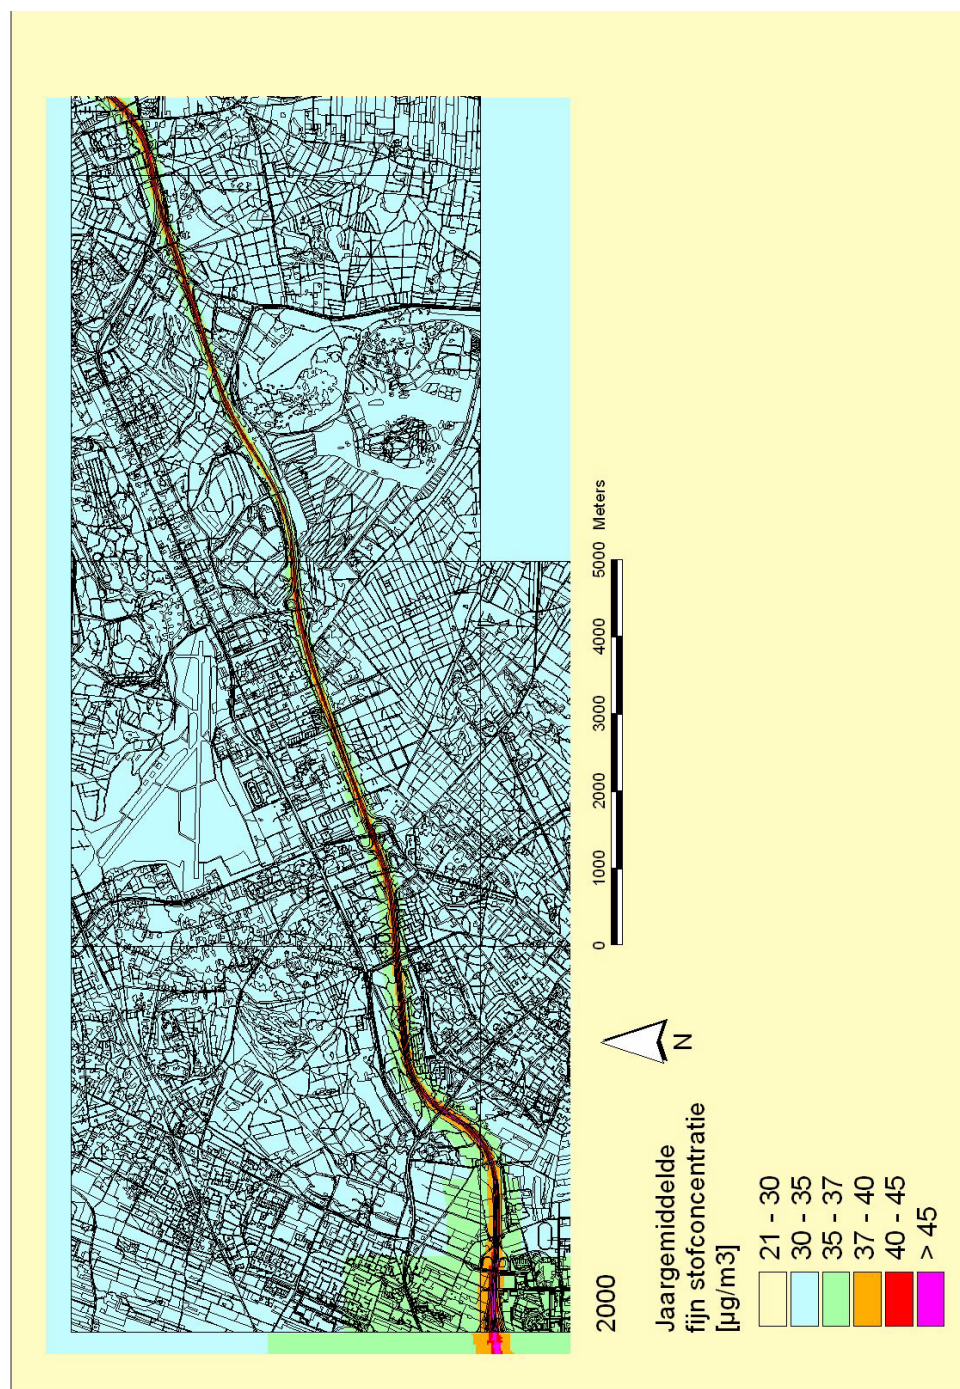 0 1000 2000 3000 4000 5000 Meters
N
2000
Jaargemiddelde
fijn stofconcentratie
[µg/m3]
21 - 30
30 - 35
35 - 37
37 - 40
40 - 45
> 45